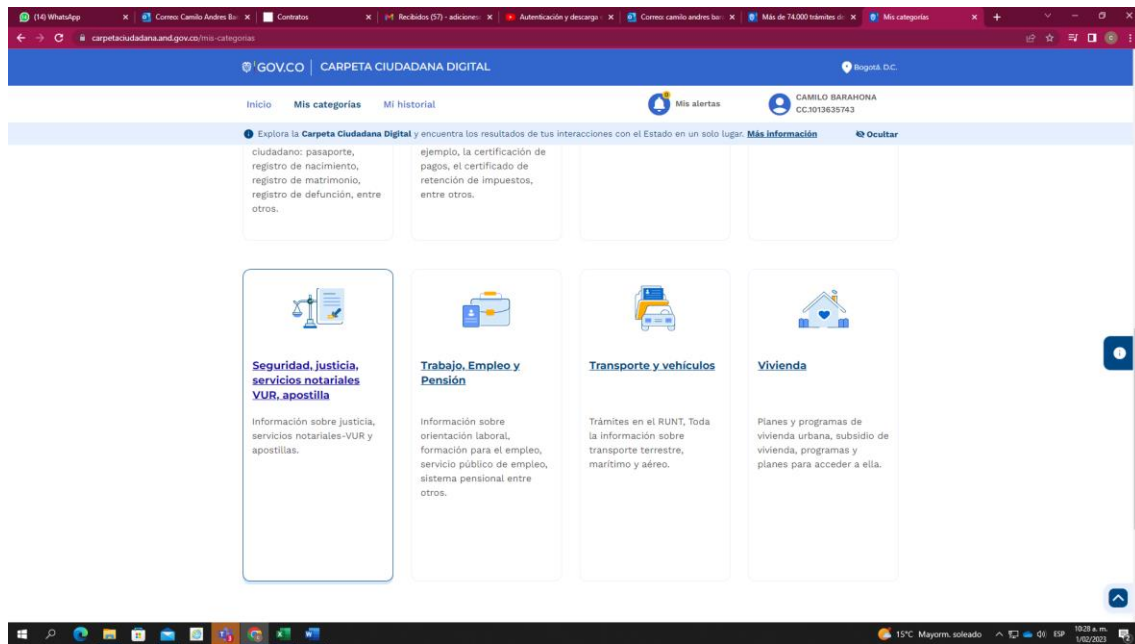 (14) WhatsApp
Correo: Camilo Andres Ba
Contratos
Recibidos (57) - adiciones
Autenticación y descarga
Correo: camilo andres bar
Más de 74.000 trámites de
Mis categorías
carpetaciudadana.and.gov.co/mis-categorias
GOV.CO | CARPETA CIUDADANA DIGITAL
Bogotá. D.C.
Inicio
Mis categorías
Mi historial
Mis alertas
CAMILO BARAHONA
CC.1013635743
Explora la Carpeta Ciudadana Digital y encuentra los resultados de tus interacciones con el Estado en un solo lugar. Más información
Ocultar
ciudadano: pasaporte,
registro de nacimiento,
registro de matrimonio,
registro de defunción, entre
otros.
ejemplo, la certificación de
pagos, el certificado de
retención de impuestos,
entre otros.
Seguridad, justicia,
servicios notariales
VUR, apostilla
Información sobre justicia,
servicios notariales-VUR y
apostillas.
Trabajo, Empleo y
Pensión
Información sobre
orientación laboral,
formación para el empleo,
servicio público de empleo,
sistema pensional entre
otros.
Transporte y vehículos
Trámites en el RUNT, Toda
la información sobre
transporte terrestre,
marítimo y aéreo.
Vivienda
Planes y programas de
vivienda urbana, subsidio de
vivienda, programas y
planes para acceder a ella.
15°C Mayorm. soleado
ESP
10:28 a. m.
1/02/2023